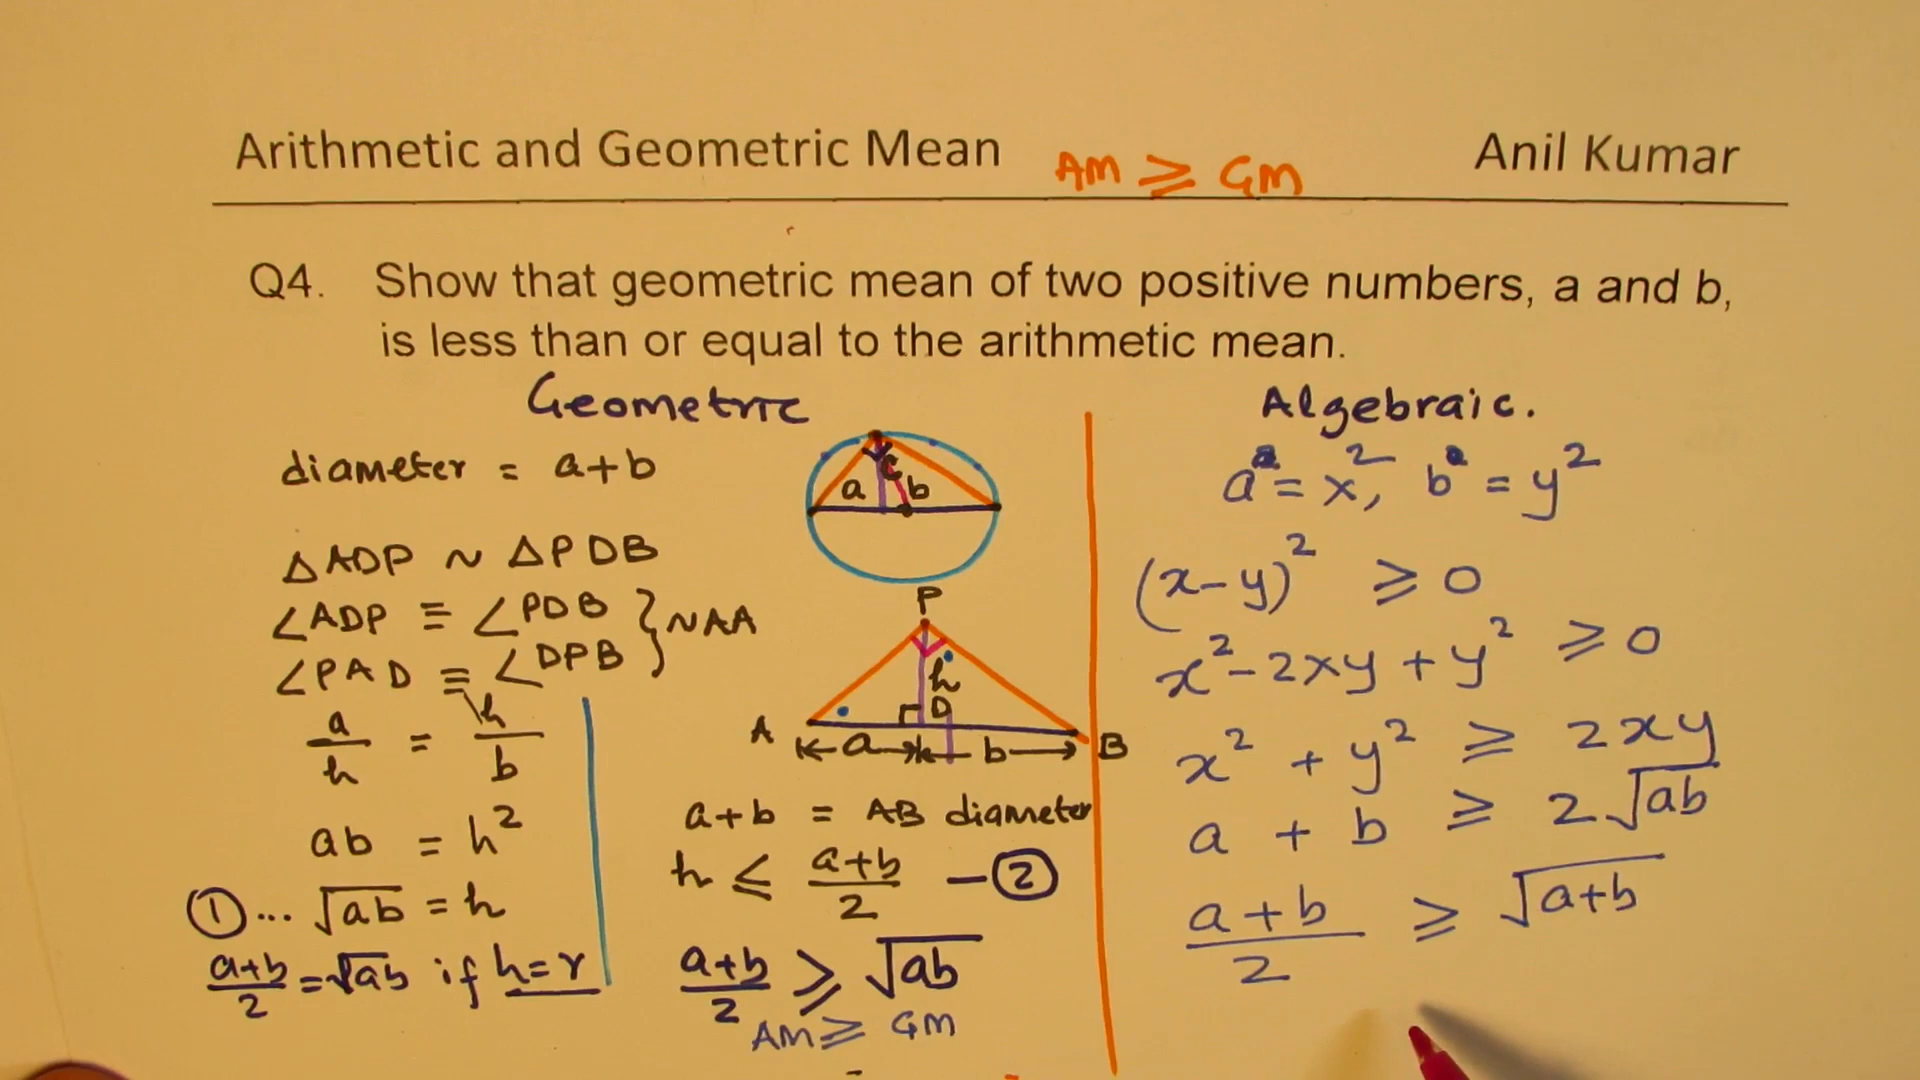 Arithmetic and Geometric Mean AM ≥ GM Anil Kumar
Q4. Show that geometric mean of two positive numbers, a and b,
is less than or equal to the arithmetic mean.
Geometric
diameter = a+b
△ADP ~ △PDB
∠ADP ≡ ∠PDB
∠PAD ≡ ∠DPB } ~AA
a/h = h/b
ab = h²
① ... √ab = h
(a+b)/2 = √ab if h=r
a b
P
h
A D B
a b
a+b = AB diameter
h ≤ (a+b)/2 — ②
(a+b)/2 ≥ √ab
AM ≥ GM
Algebraic.
a = x², b = y²
(x-y)² ≥ 0
x² - 2xy + y² ≥ 0
x² + y² ≥ 2xy
a + b ≥ 2√ab
(a+b)/2 ≥ √a+b